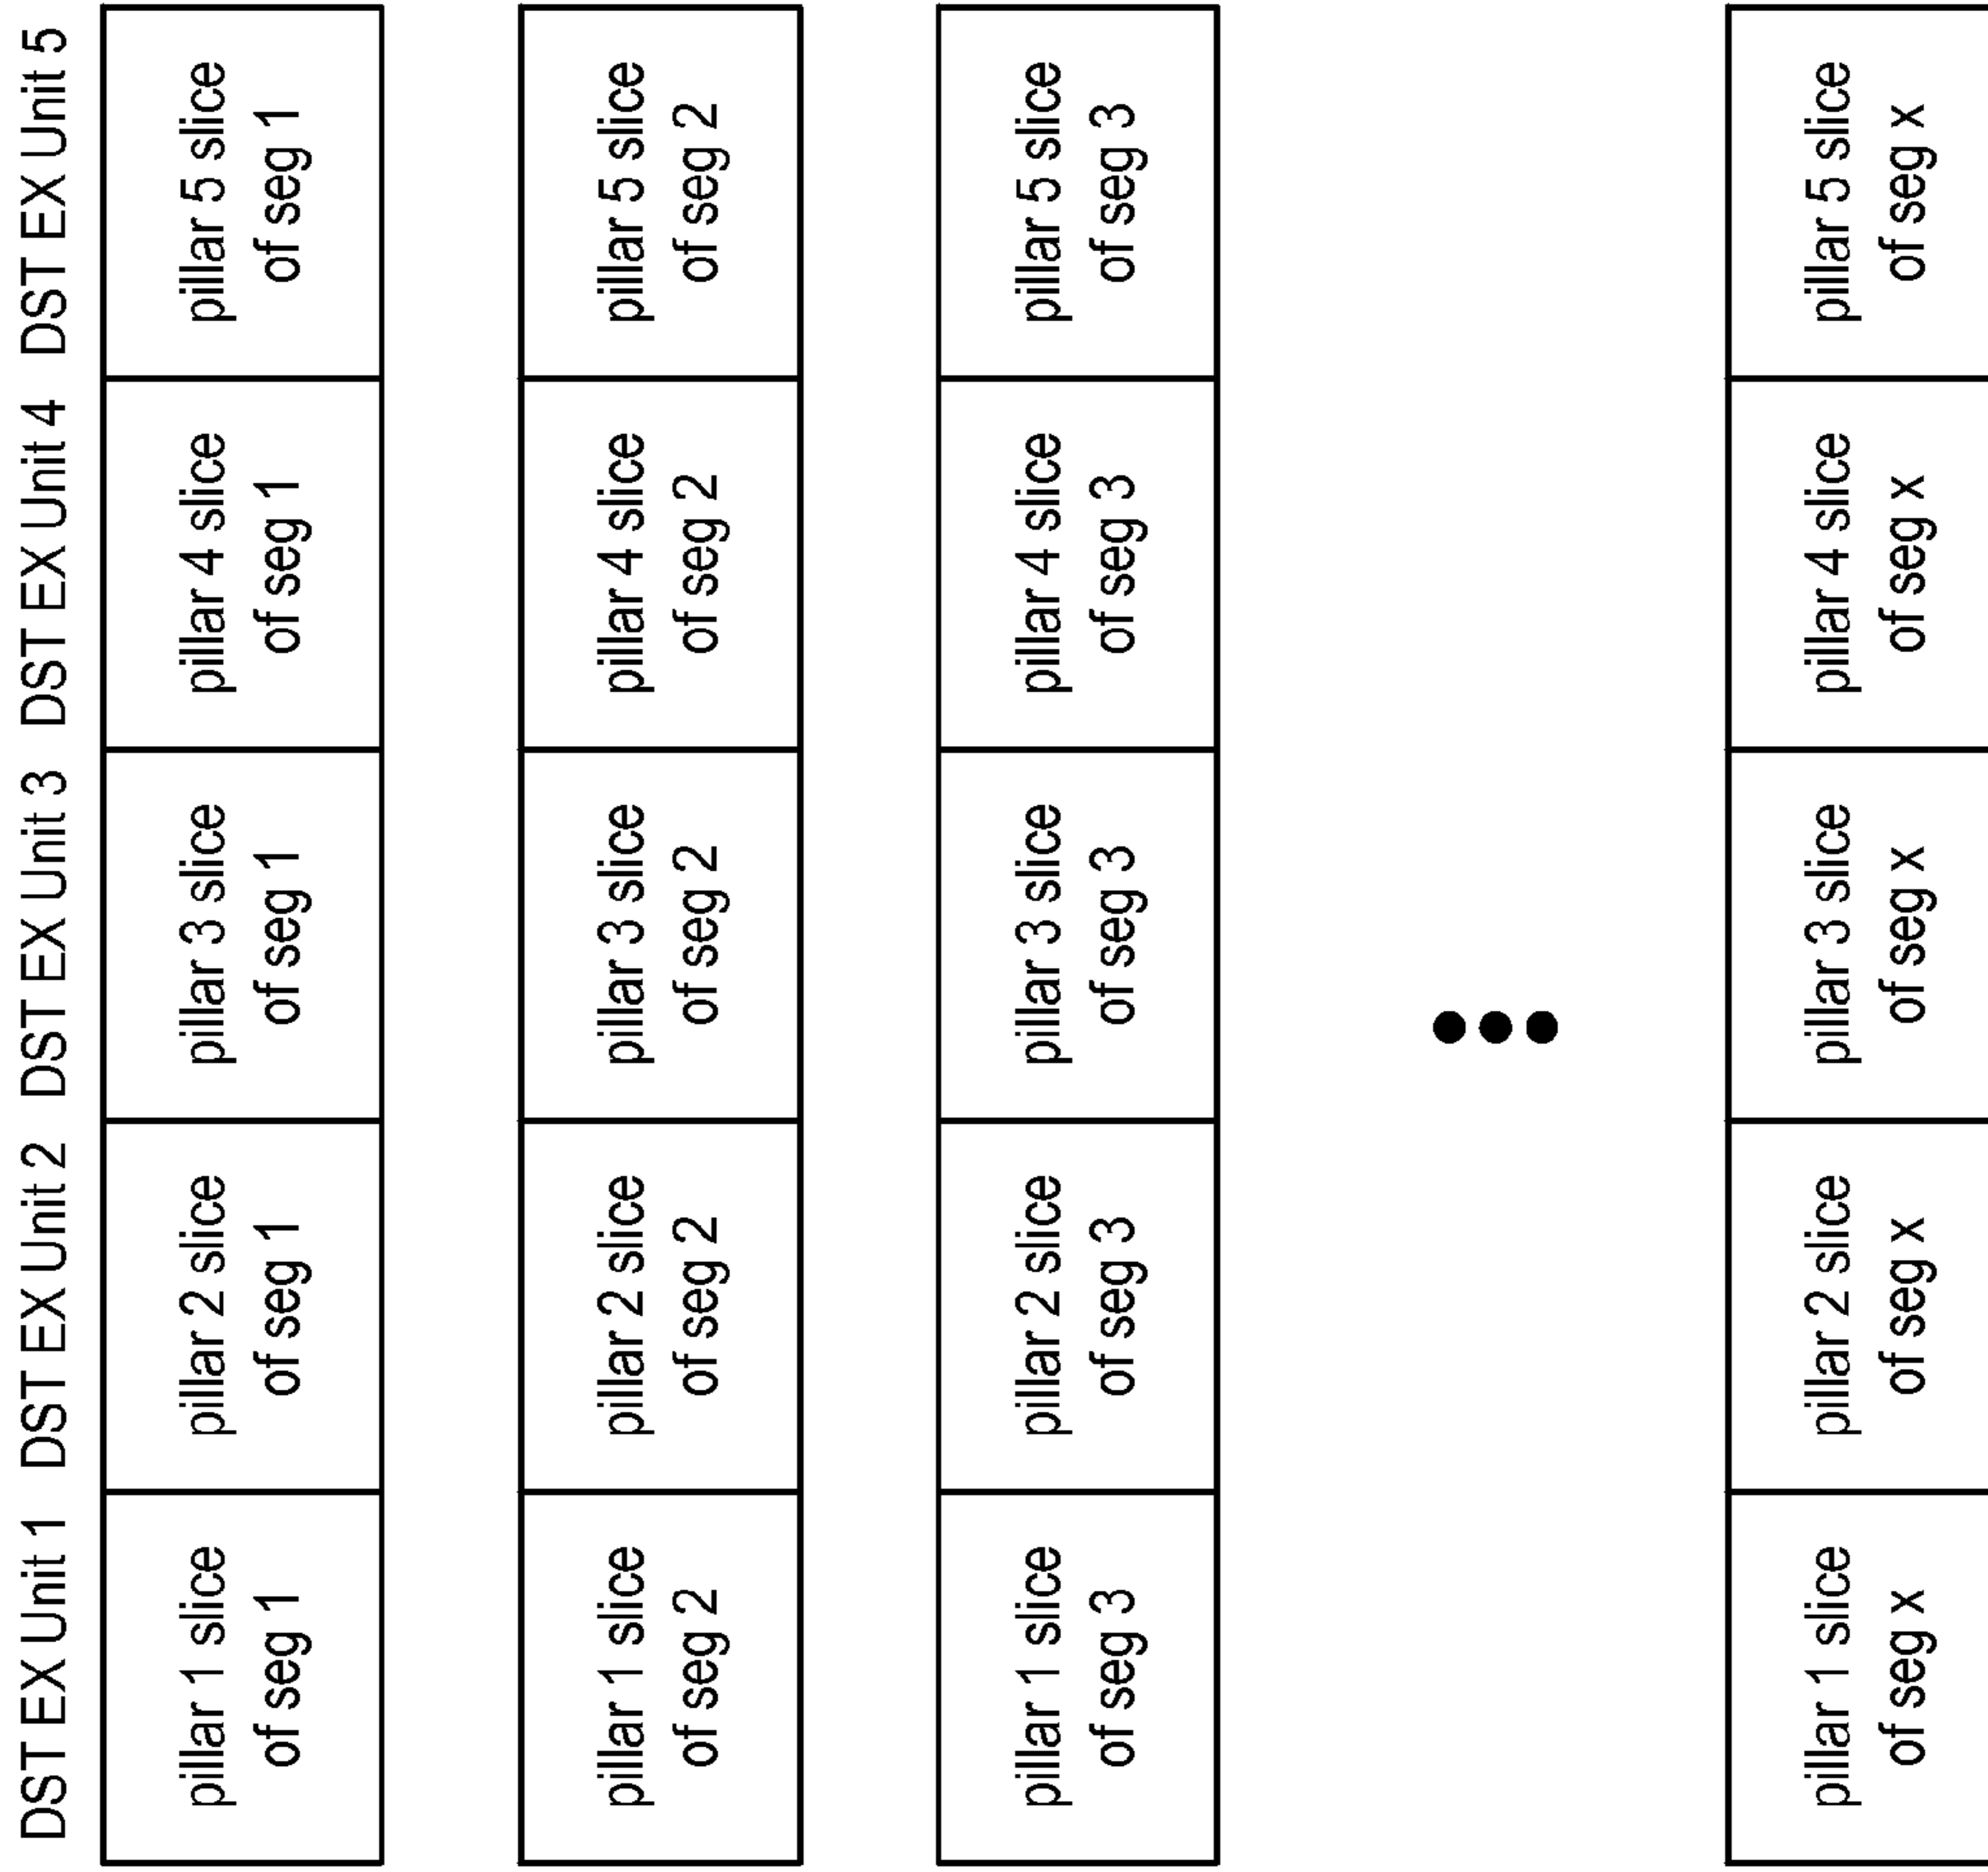 DST EX Unit 1 DST EX Unit 2 DST EX Unit 3 DST EX Unit 4 DST EX Unit 5
pillar 1 slice
of seg 1
pillar 2 slice
of seg 1
pillar 3 slice
of seg 1
pillar 4 slice
of seg 1
pillar 5 slice
of seg 1
pillar 1 slice
of seg 2
pillar 2 slice
of seg 2
pillar 3 slice
of seg 2
pillar 4 slice
of seg 2
pillar 5 slice
of seg 2
pillar 1 slice
of seg 3
pillar 2 slice
of seg 3
pillar 3 slice
of seg 3
pillar 4 slice
of seg 3
pillar 5 slice
of seg 3
pillar 1 slice
of seg x
pillar 2 slice
of seg x
pillar 3 slice
of seg x
pillar 4 slice
of seg x
pillar 5 slice
of seg x